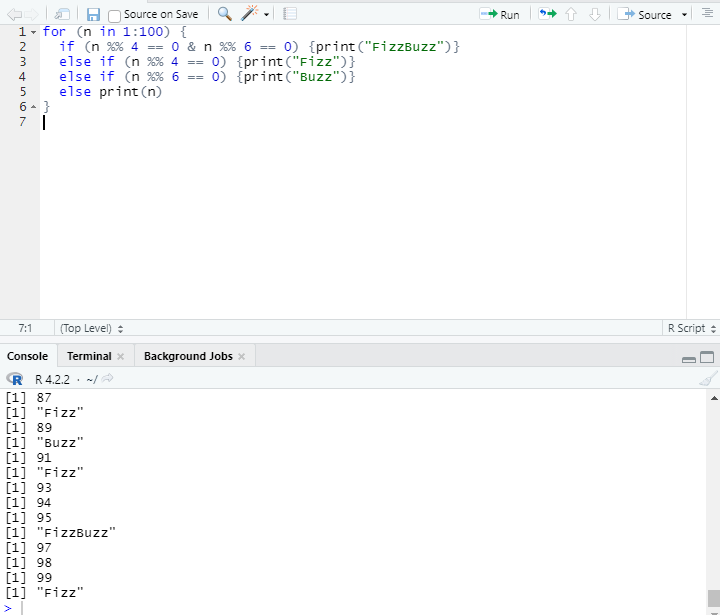 Source on Save Run Source
1 for (n in 1:100) {
2 if (n %% 4 == 0 & n %% 6 == 0) {print("FizzBuzz")}
3 else if (n %% 4 == 0) {print("Fizz")}
4 else if (n %% 6 == 0) {print("Buzz")}
5 else print(n)
6 }
7
7:1 (Top Level) R Script
Console Terminal Background Jobs
R R 4.2.2 · ~/
[1] 87
[1] "Fizz"
[1] 89
[1] "Buzz"
[1] 91
[1] "Fizz"
[1] 93
[1] 94
[1] 95
[1] "FizzBuzz"
[1] 97
[1] 98
[1] 99
[1] "Fizz"
>